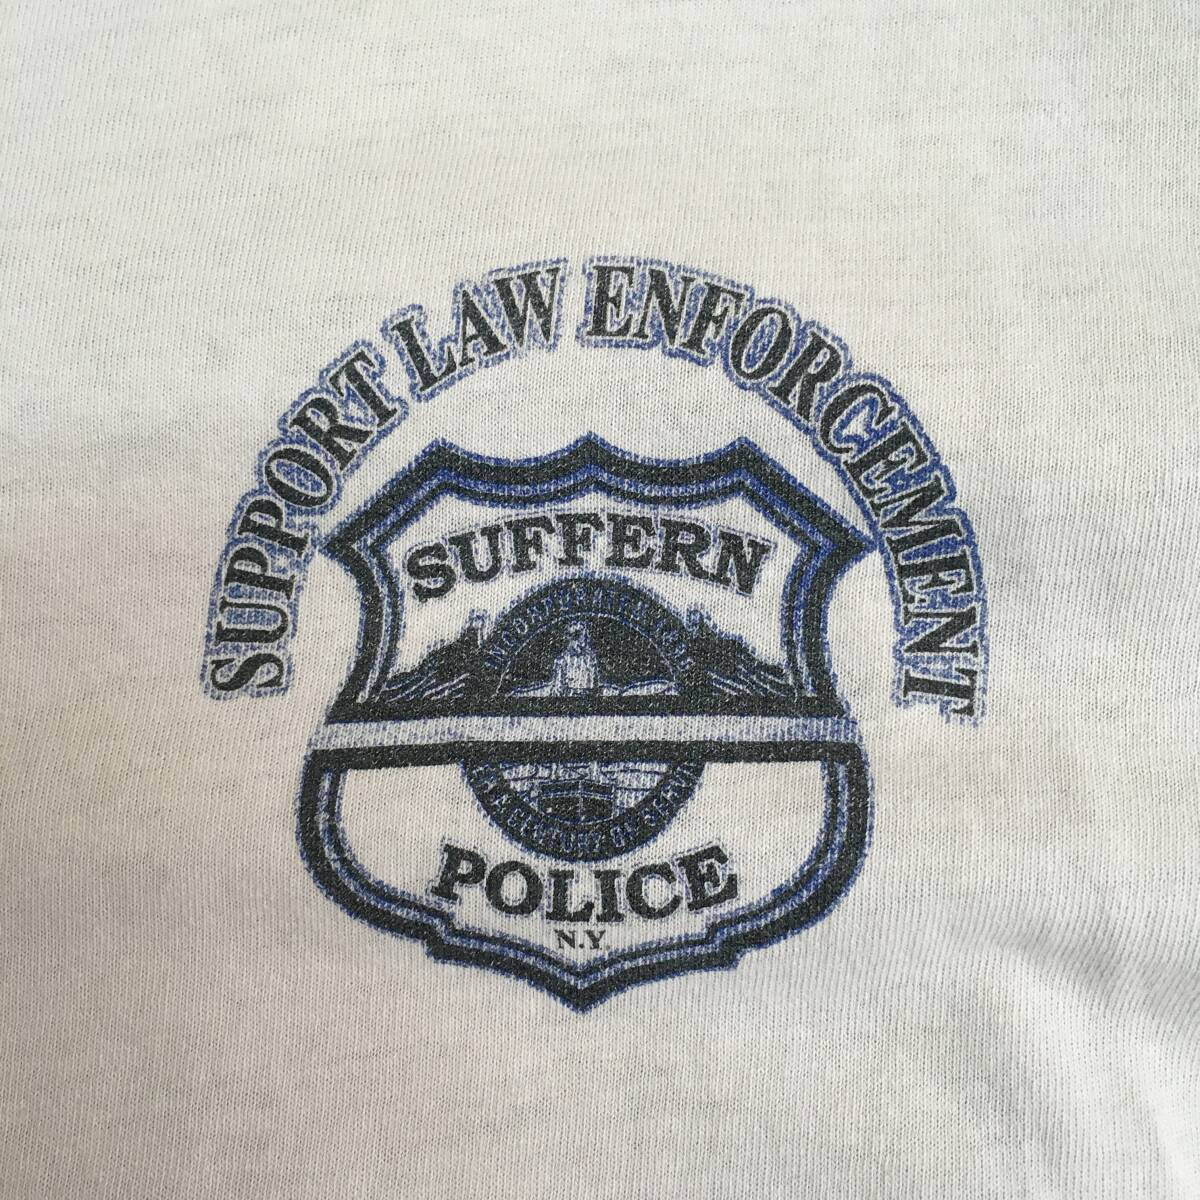 SUPPORT LAW ENFORCEMENT
SUFFERN
POLICE
N.Y.